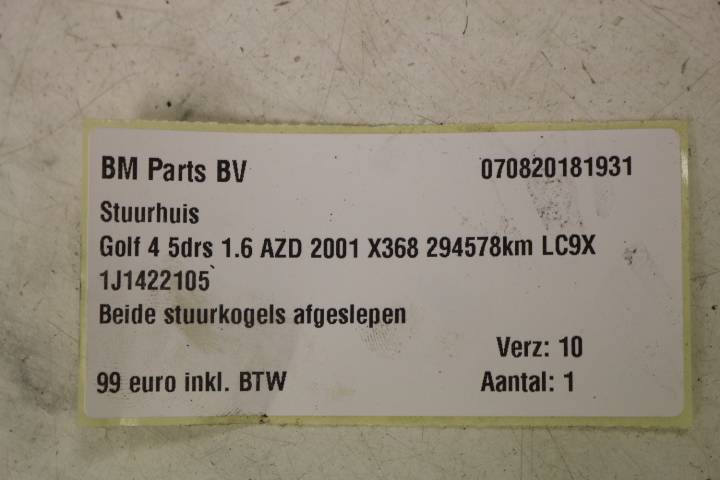 BM Parts BV 070820181931
Stuurhuis
Golf 4 5drs 1.6 AZD 2001 X368 294578km LC9X
1J1422105
Beide stuurkogels afgeslepen
Verz: 10
99 euro inkl. BTW Aantal: 1